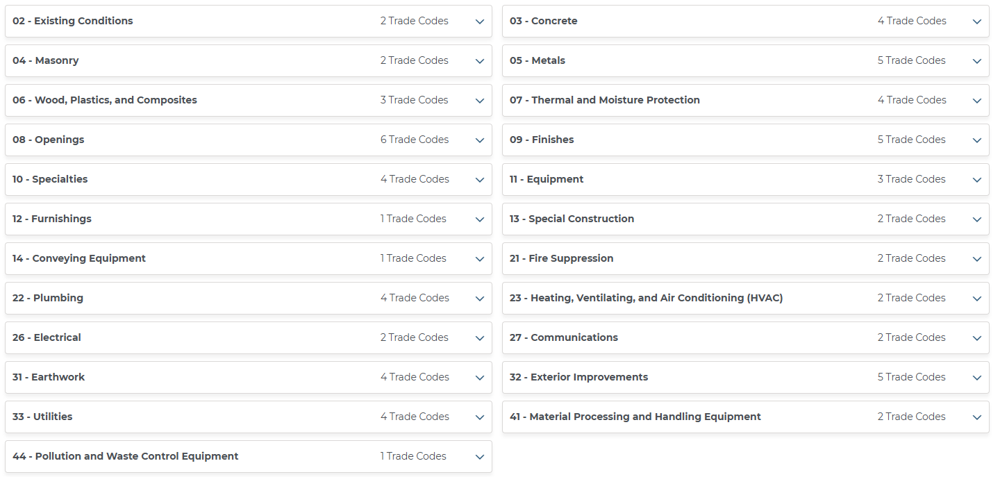 02 - Existing Conditions 2 Trade Codes
03 - Concrete 4 Trade Codes
04 - Masonry 2 Trade Codes
05 - Metals 5 Trade Codes
06 - Wood, Plastics, and Composites 3 Trade Codes
07 - Thermal and Moisture Protection 4 Trade Codes
08 - Openings 6 Trade Codes
09 - Finishes 5 Trade Codes
10 - Specialties 4 Trade Codes
11 - Equipment 3 Trade Codes
12 - Furnishings 1 Trade Codes
13 - Special Construction 2 Trade Codes
14 - Conveying Equipment 1 Trade Codes
21 - Fire Suppression 2 Trade Codes
22 - Plumbing 4 Trade Codes
23 - Heating, Ventilating, and Air Conditioning (HVAC) 2 Trade Codes
26 - Electrical 2 Trade Codes
27 - Communications 2 Trade Codes
31 - Earthwork 4 Trade Codes
32 - Exterior Improvements 5 Trade Codes
33 - Utilities 4 Trade Codes
41 - Material Processing and Handling Equipment 2 Trade Codes
44 - Pollution and Waste Control Equipment 1 Trade Codes